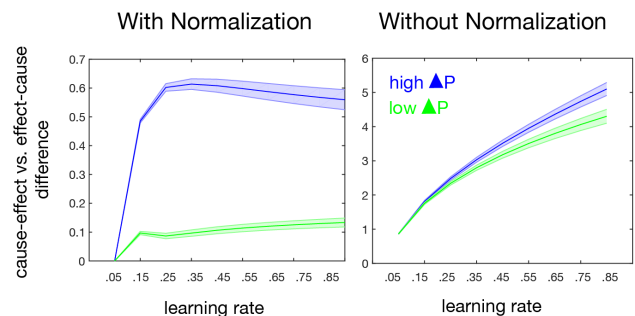 With Normalization
Without Normalization
cause-effect vs. effect-cause
difference
0.7
0.6
0.5
0.4
0.3
0.2
0.1
0
.05 .15 .25 .35 .45 .55 .65 .75 .85
learning rate
high ▲P
low ▲P
6
5
4
3
2
1
0
.05 .15 .25 .35 .45 .55 .65 .75 .85
learning rate